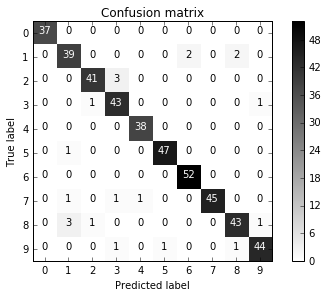 Confusion matrix
0 37 0 0 0 0 0 0 0 0 0
1 0 39 0 0 0 0 2 0 2 0
2 0 0 41 3 0 0 0 0 0 0
3 0 0 1 43 0 0 0 0 0 1
4 0 0 0 0 38 0 0 0 0 0
5 0 1 0 0 0 47 0 0 0 0
6 0 0 0 0 0 0 52 0 0 0
7 0 1 0 1 1 0 0 45 0 0
8 0 3 1 0 0 0 0 0 43 1
9 0 0 0 1 0 1 0 0 1 44
0 1 2 3 4 5 6 7 8 9
True label
Predicted label
48
42
36
30
24
18
12
6
0